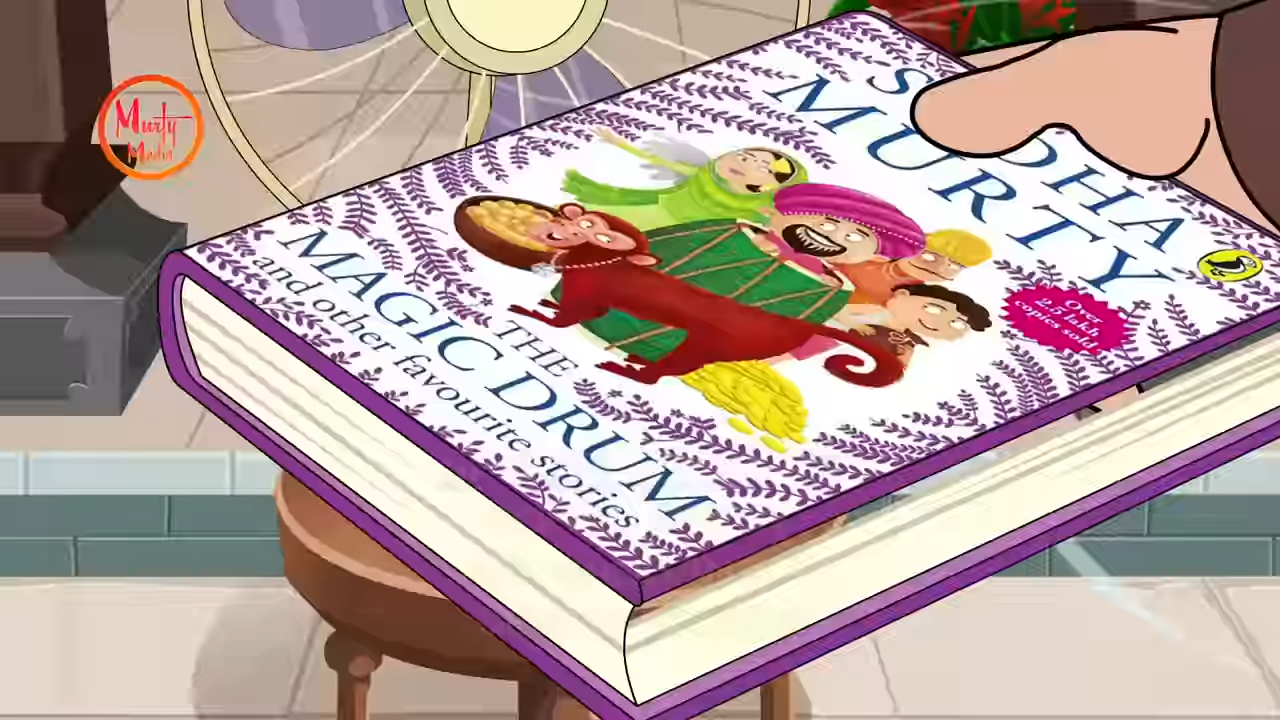 Murty
Media
MURTY
THE
MAGIC DRUM
and other favourite stories
Over
2.5 lakh
copies sold